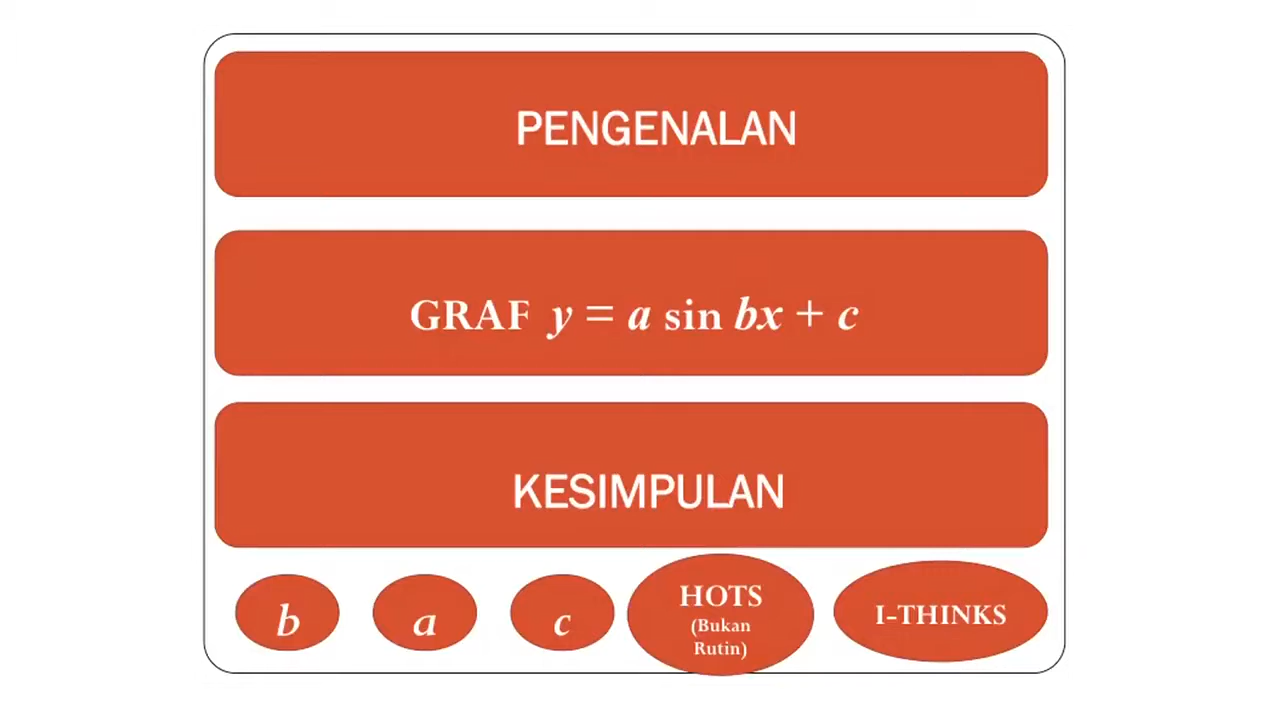 PENGENALAN
GRAF y = a sin bx + c
KESIMPULAN
b
a
c
HOTS
(Bukan
Rutin)
I-THINKS